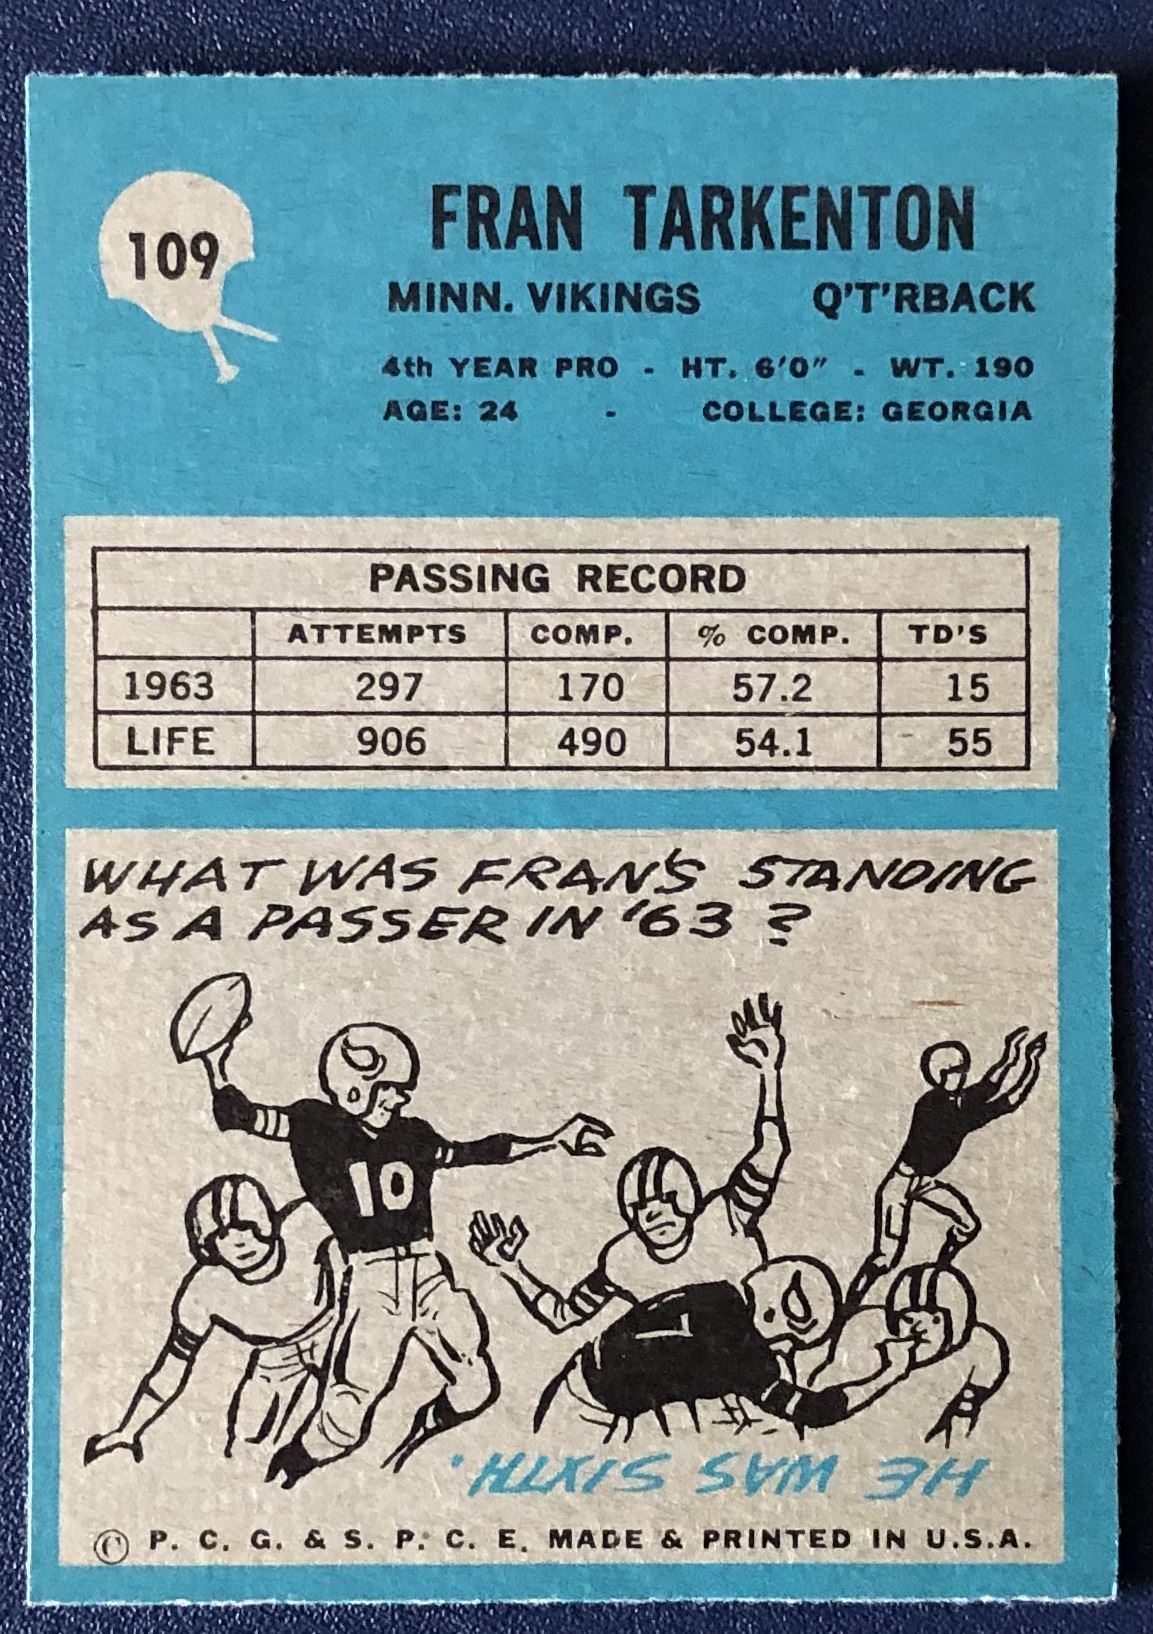 109
FRAN TARKENTON
MINN. VIKINGS Q'T'RBACK
4th YEAR PRO - HT. 6'0" - WT. 190
AGE: 24 - COLLEGE: GEORGIA
PASSING RECORD
ATTEMPTS COMP. % COMP. TD'S
1963 297 170 57.2 15
LIFE 906 490 54.1 55
WHAT WAS FRAN'S STANDING
AS A PASSER IN '63?
10
7
HE WAS SIXTH.
© P. C. G. & S. P. C. E. MADE & PRINTED IN U.S.A.